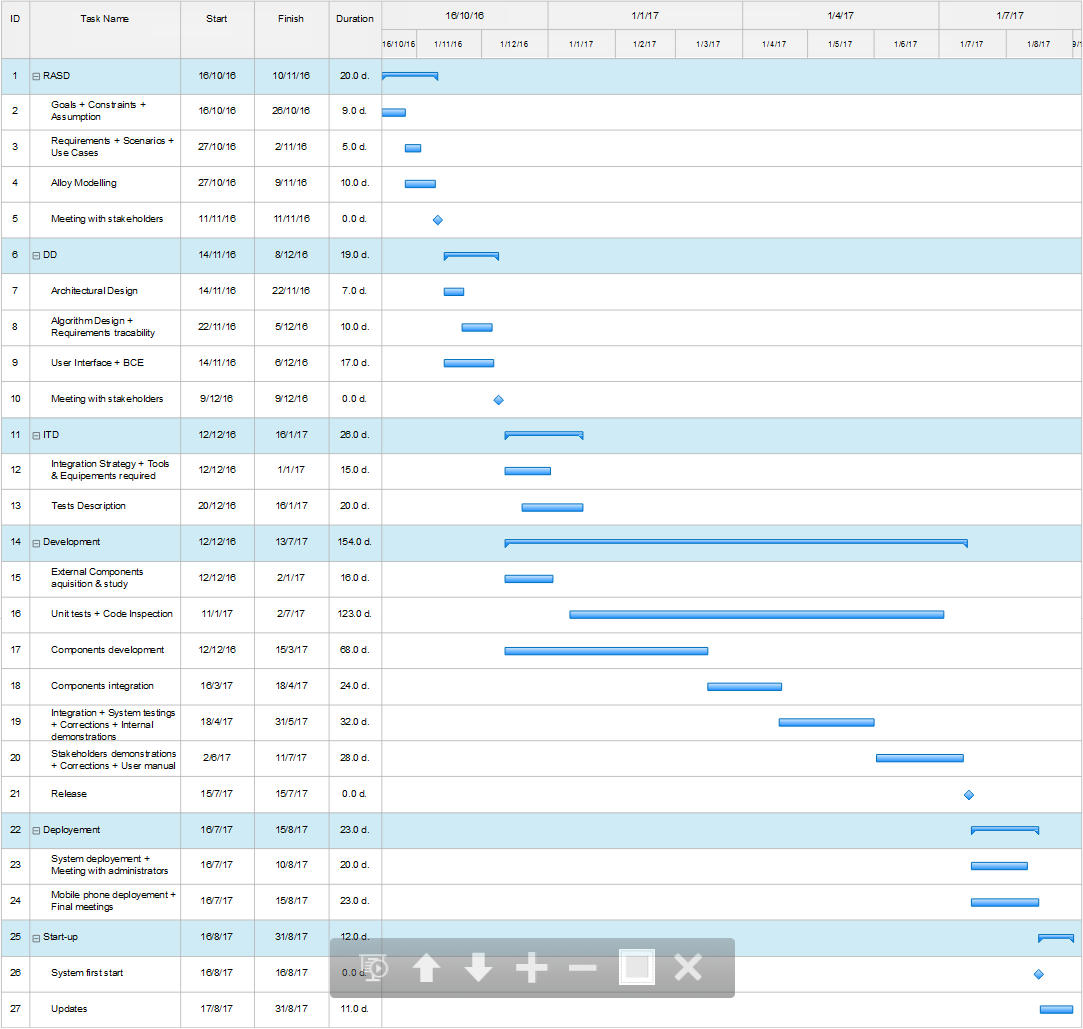 ID Task Name Start Finish Duration 16/10/16 1/1/17 1/4/17 1/7/17
16/10/16 1/11/16 1/12/16 1/1/17 1/2/17 1/3/17 1/4/17 1/5/17 1/6/17 1/7/17 1/8/17
1 RASD 16/10/16 10/11/16 20.0 d.
2 Goals + Constraints + 16/10/16 26/10/16 9.0 d.
Assumption
3 Requirements + Scenarios + 27/10/16 2/11/16 5.0 d.
Use Cases
4 Alloy Modelling 27/10/16 9/11/16 10.0 d.
5 Meeting with stakeholders 11/11/16 11/11/16 0.0 d.
6 DD 14/11/16 8/12/16 19.0 d.
7 Architectural Design 14/11/16 22/11/16 7.0 d.
8 Algorithm Design + 22/11/16 5/12/16 10.0 d.
Requirements tracability
9 User Interface + BCE 14/11/16 6/12/16 17.0 d.
10 Meeting with stakeholders 9/12/16 9/12/16 0.0 d.
11 ITD 12/12/16 16/1/17 26.0 d.
12 Integration Strategy + Tools 12/12/16 1/1/17 15.0 d.
& Equipements required
13 Tests Description 20/12/16 16/1/17 20.0 d.
14 Development 12/12/16 13/7/17 154.0 d.
15 External Components 12/12/16 2/1/17 16.0 d.
aquisition & study
16 Unit tests + Code Inspection 11/1/17 2/7/17 123.0 d.
17 Components development 12/12/16 15/3/17 68.0 d.
18 Components integration 16/3/17 18/4/17 24.0 d.
19 Integration + System testings 18/4/17 31/5/17 32.0 d.
+ Corrections + Internal
demonstrations
20 Stakeholders demonstrations 2/6/17 11/7/17 28.0 d.
+ Corrections + User manual
21 Release 15/7/17 15/7/17 0.0 d.
22 Deployement 16/7/17 15/8/17 23.0 d.
23 System deployement + 16/7/17 10/8/17 20.0 d.
Meeting with administrators
24 Mobile phone deployement + 16/7/17 15/8/17 23.0 d.
Final meetings
25 Start-up 16/8/17 31/8/17 12.0 d.
26 System first start 16/8/17 16/8/17 0.0 d.
27 Updates 17/8/17 31/8/17 11.0 d.